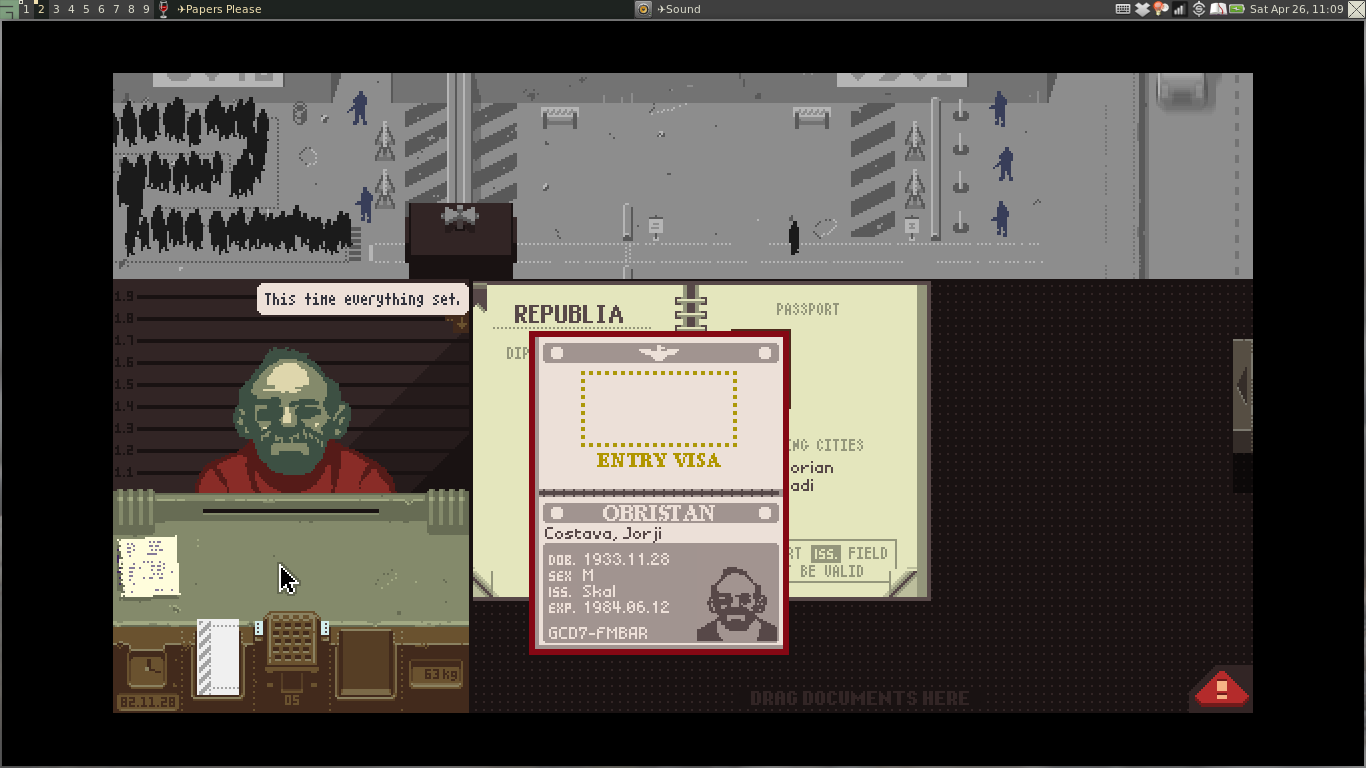 1 2 3 4 5 6 7 8 9 ✈Papers Please
✈Sound
Sat Apr 26, 11:09
This time everything set.
1.9
1.8
1.7
1.6
1.5
1.4
1.3
1.2
1.1
REPUBLIA
DIP
PASSPORT
NG CITIES
orian
adi
RT ISS. FIELD
BE VALID
ENTRY VISA
OBRISTAN
Costava, Jorji
DOB. 1933.11.28
SEX M
ISS. Skal
EXP. 1984.06.12
GCD7-FMBAR
82.11.28
05
63kg
DRAG DOCUMENTS HERE